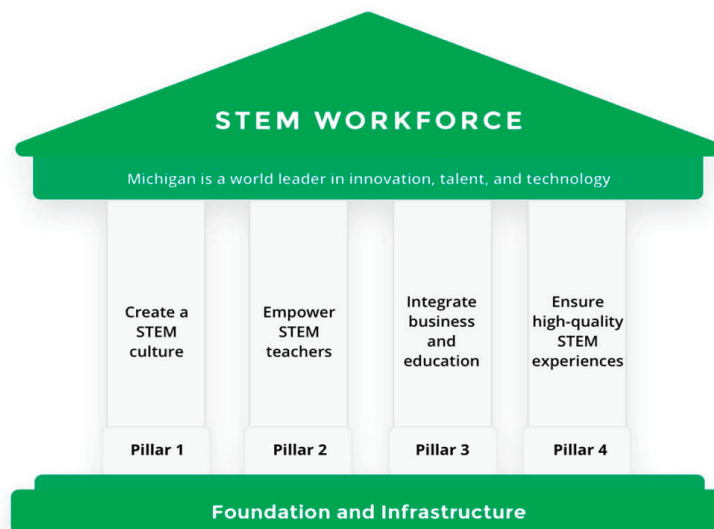 STEM WORKFORCE
Michigan is a world leader in innovation, talent, and technology
Create a
STEM
culture
Empower
STEM
teachers
Integrate
business
and
education
Ensure
high-quality
STEM
experiences
Pillar 1
Pillar 2
Pillar 3
Pillar 4
Foundation and Infrastructure